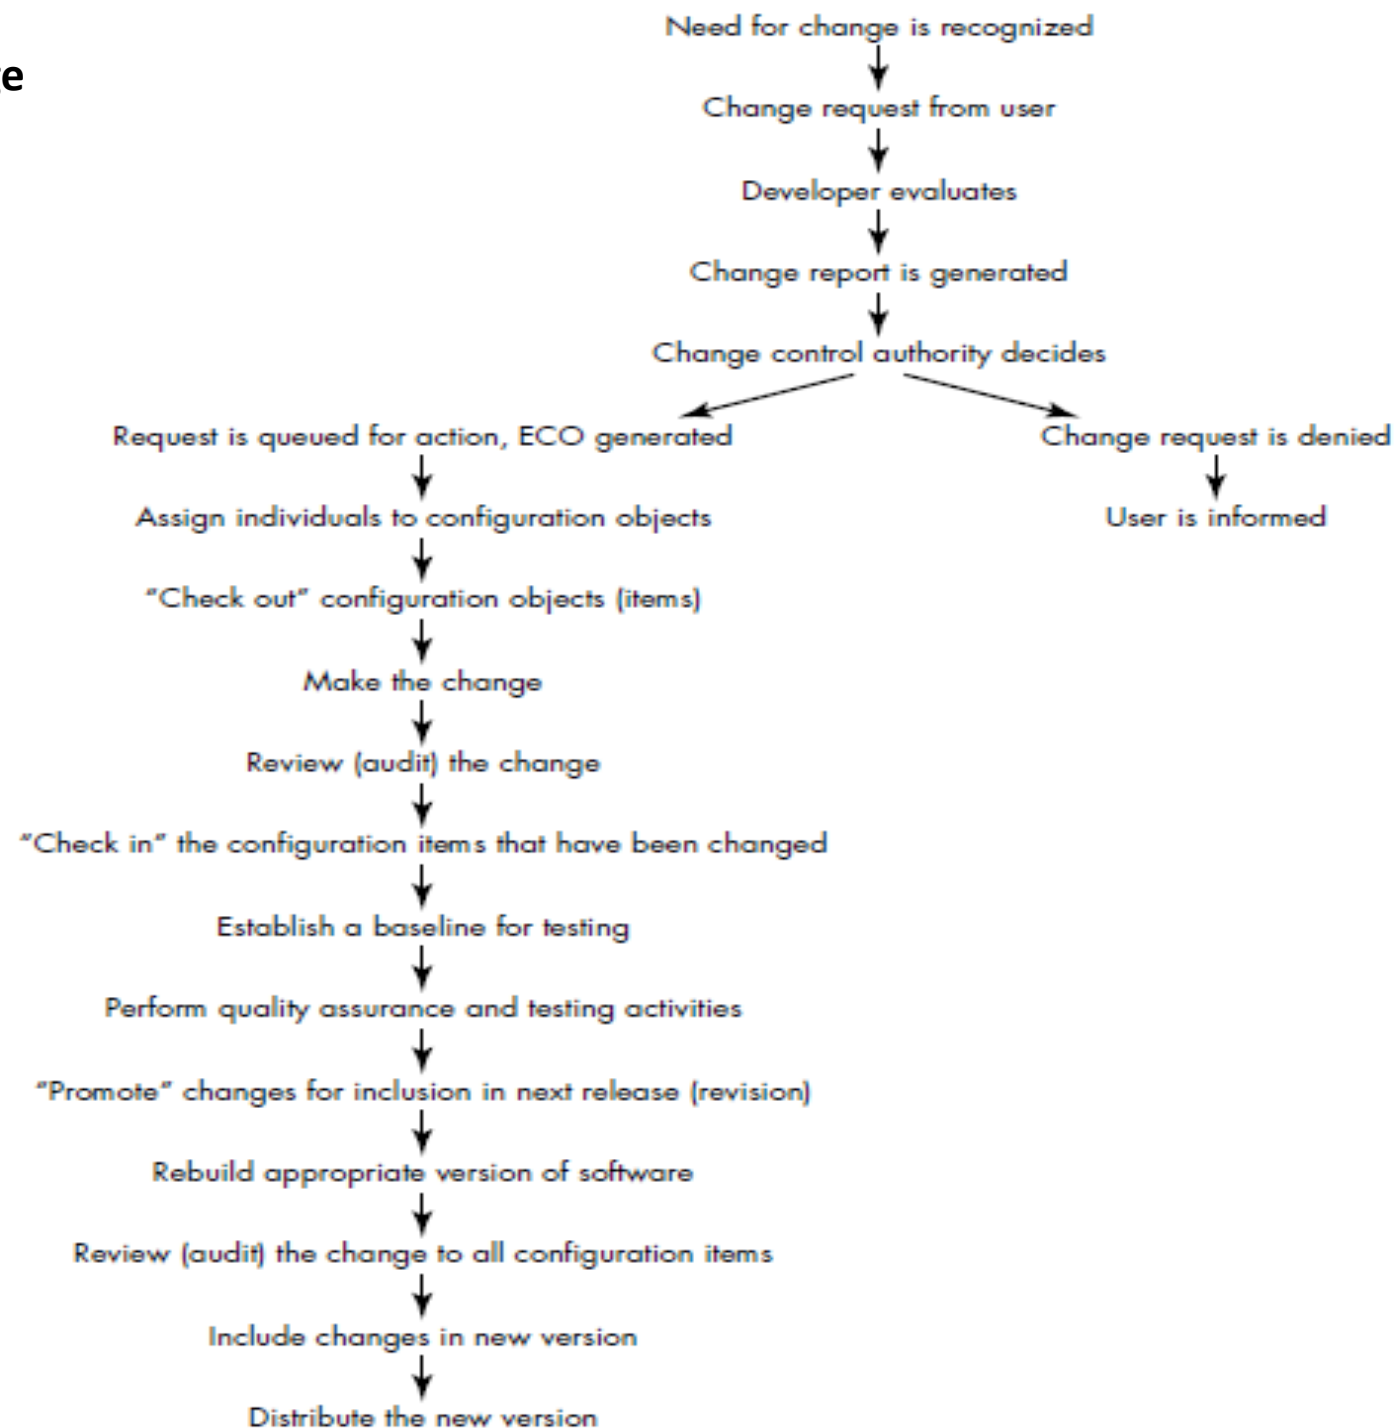 Need for change is recognized
Change request from user
Developer evaluates
Change report is generated
Change control authority decides
Request is queued for action, ECO generated
Change request is denied
Assign individuals to configuration objects
User is informed
“Check out” configuration objects (items)
Make the change
Review (audit) the change
“Check in” the configuration items that have been changed
Establish a baseline for testing
Perform quality assurance and testing activities
“Promote” changes for inclusion in next release (revision)
Rebuild appropriate version of software
Review (audit) the change to all configuration items
Include changes in new version
Distribute the new version